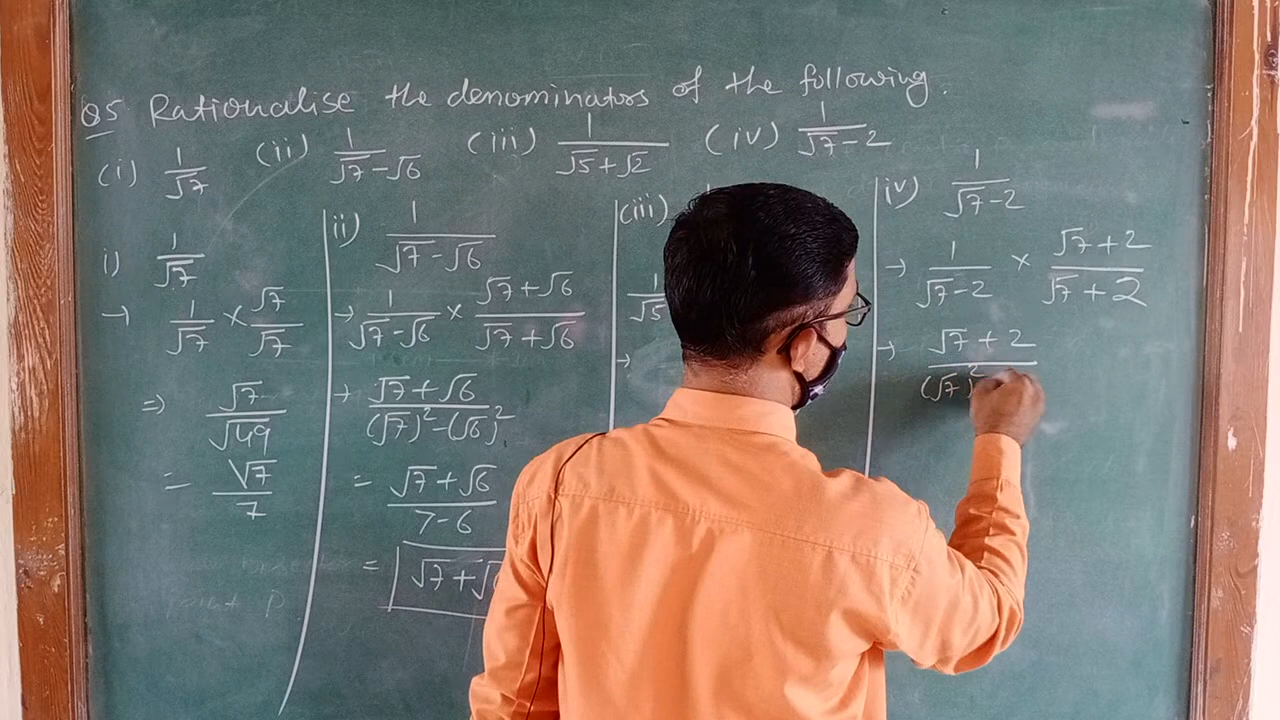 Q5 Rationalise the denominators of the following.
(i) 1/√7 (ii) 1/(√7-√6) (iii) 1/(√5+√2) (iv) 1/(√7-2)
i) 1/√7
→ 1/√7 × √7/√7
⇒ √7/√49
= √7/7
ii) 1/(√7-√6)
→ 1/(√7-√6) × (√7+√6)/(√7+√6)
→ (√7+√6)/((√7)²-(√6)²)
= (√7+√6)/(7-6)
= √7+√
(iii)
1/√5
→
iv) 1/(√7-2)
→ 1/(√7-2) × (√7+2)/(√7+2)
→ (√7+2)/(√7)²